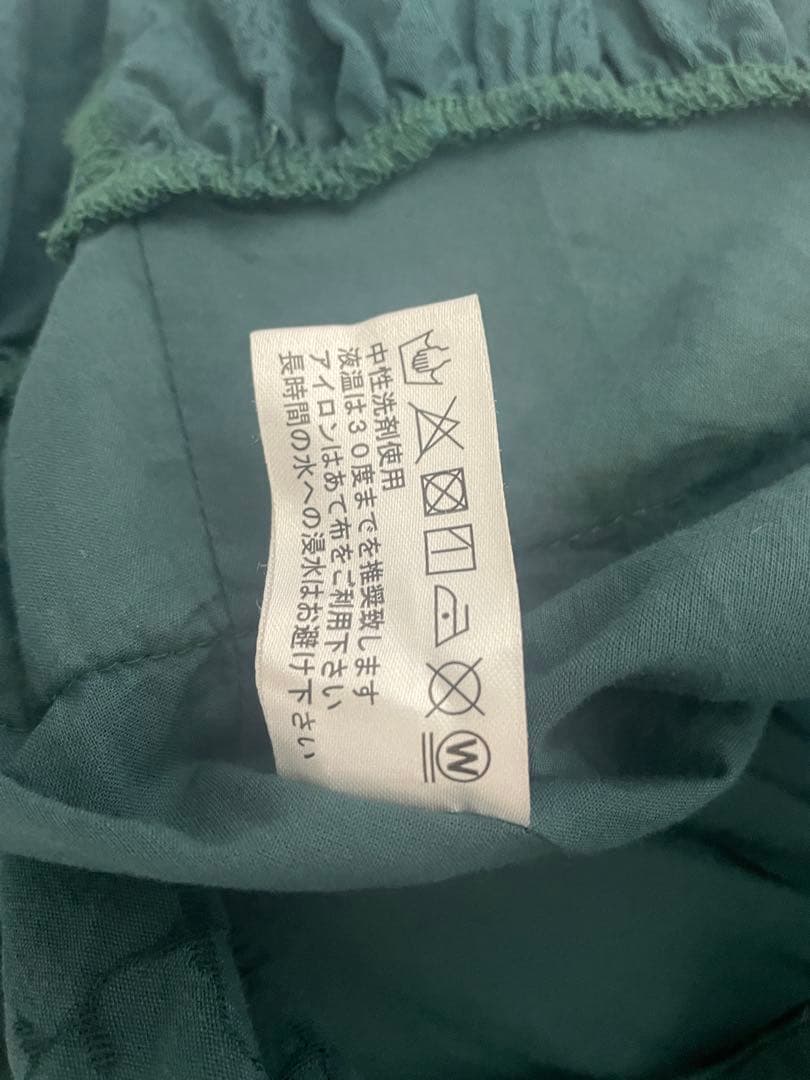 W
中性洗剤使用
液温は30度までを推奨致します
アイロンはあて布をご利用下さい
長時間の水への浸水はお避け下さい